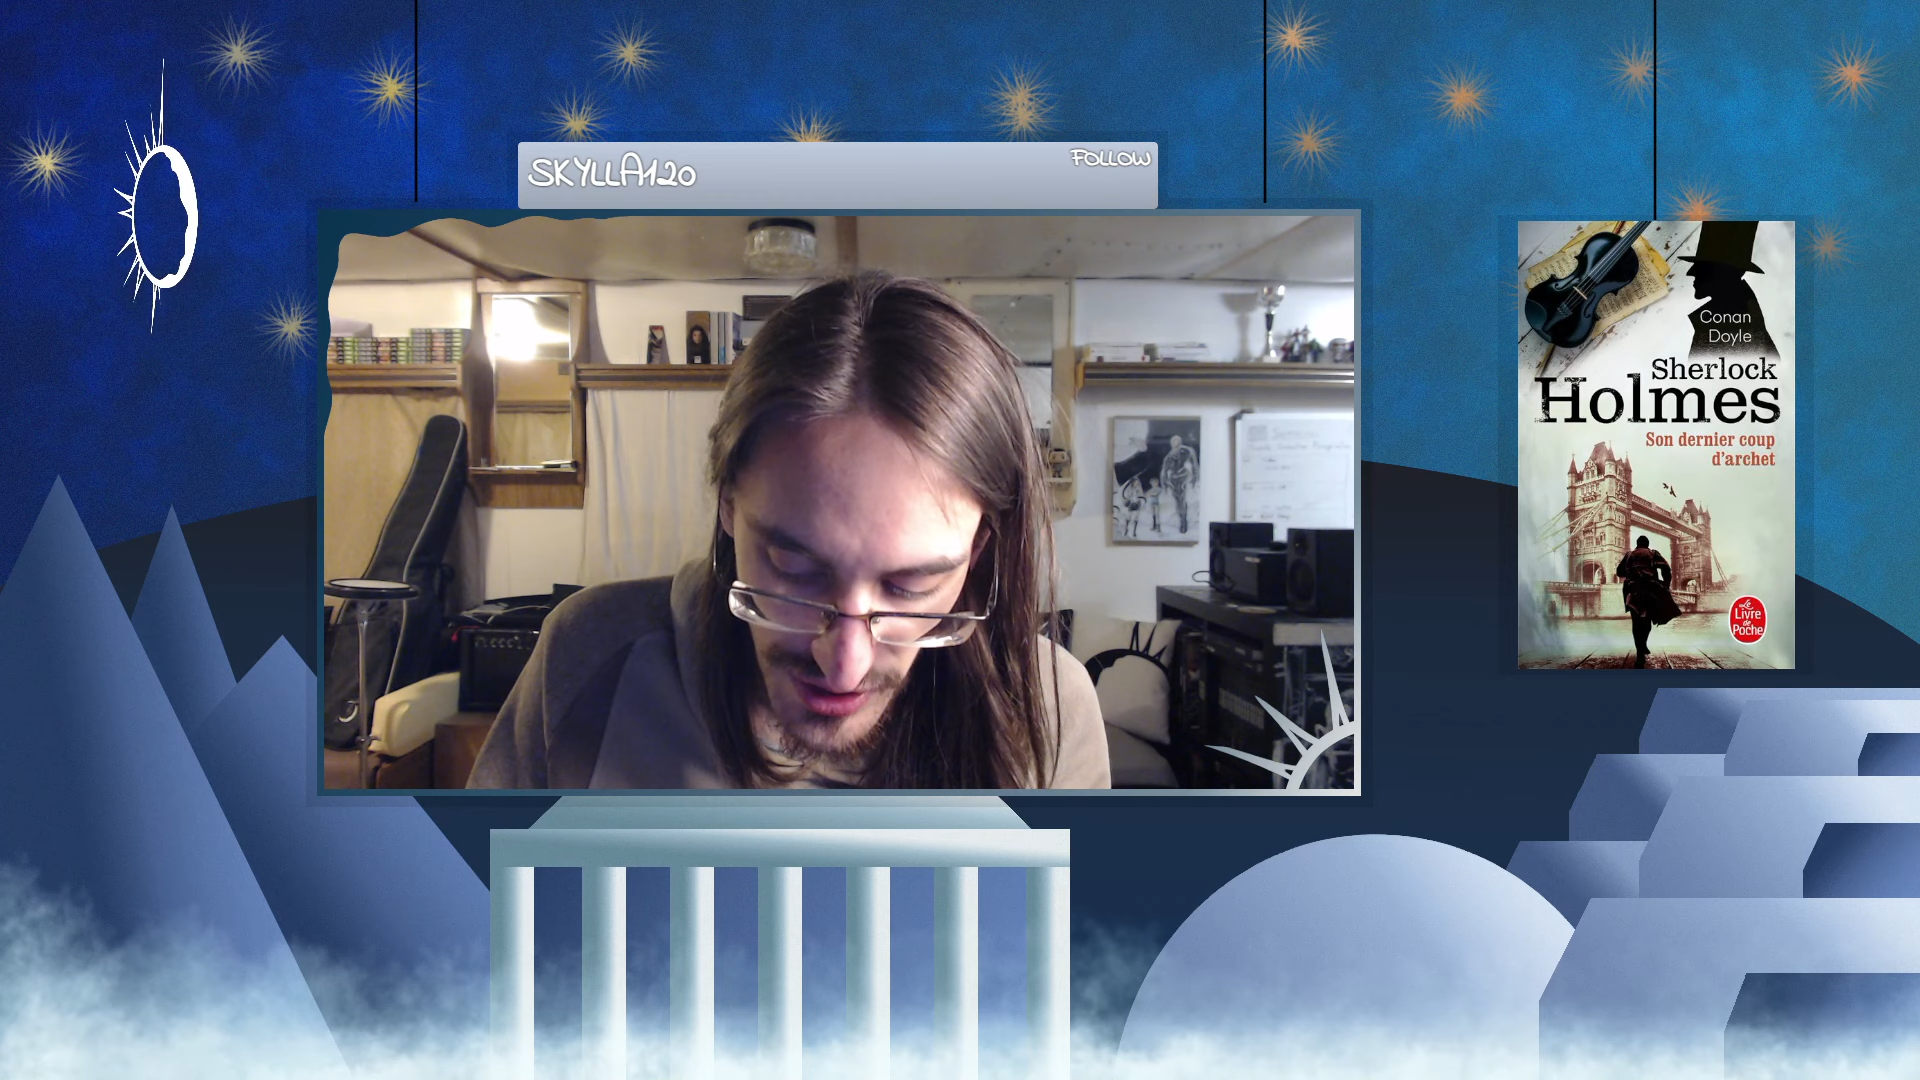 SKYLLA120
FOLLOW
Conan
Doyle
Sherlock
Holmes
Son dernier coup
d'archet
Le
Livre
de
Poche